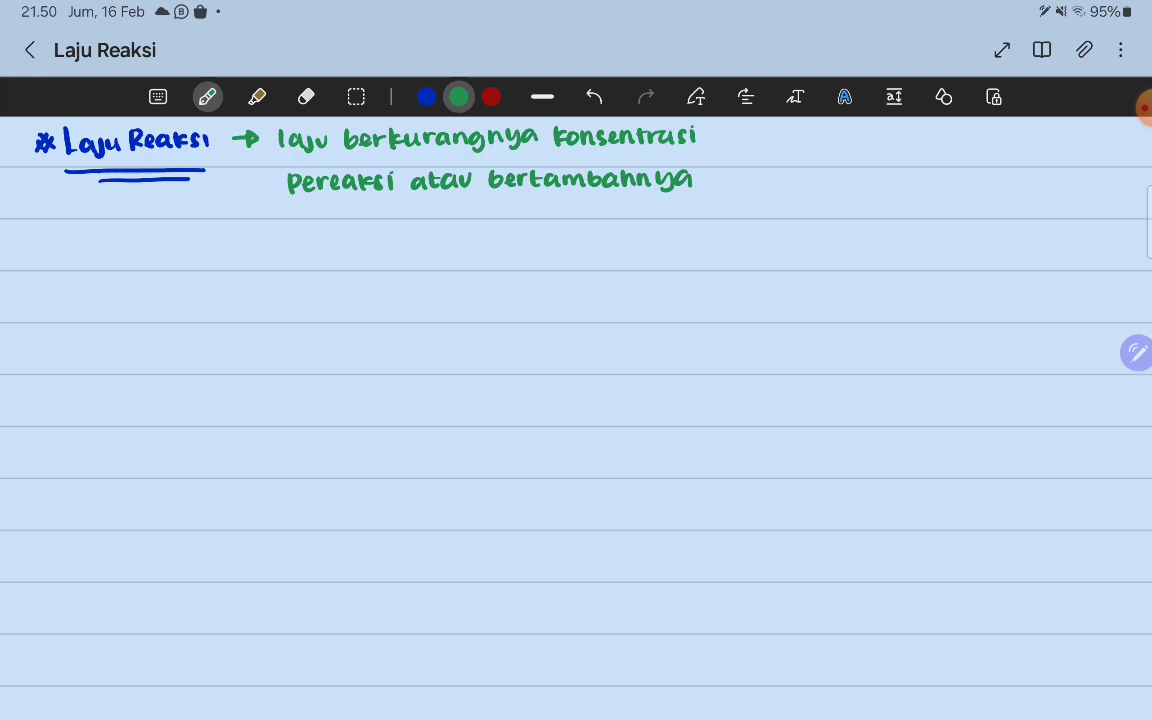 21.50 Jum, 16 Feb 95%
Laju Reaksi
* Laju Reaksi → laju berkurangnya konsentrasi
Pereaksi atau bertambahnya